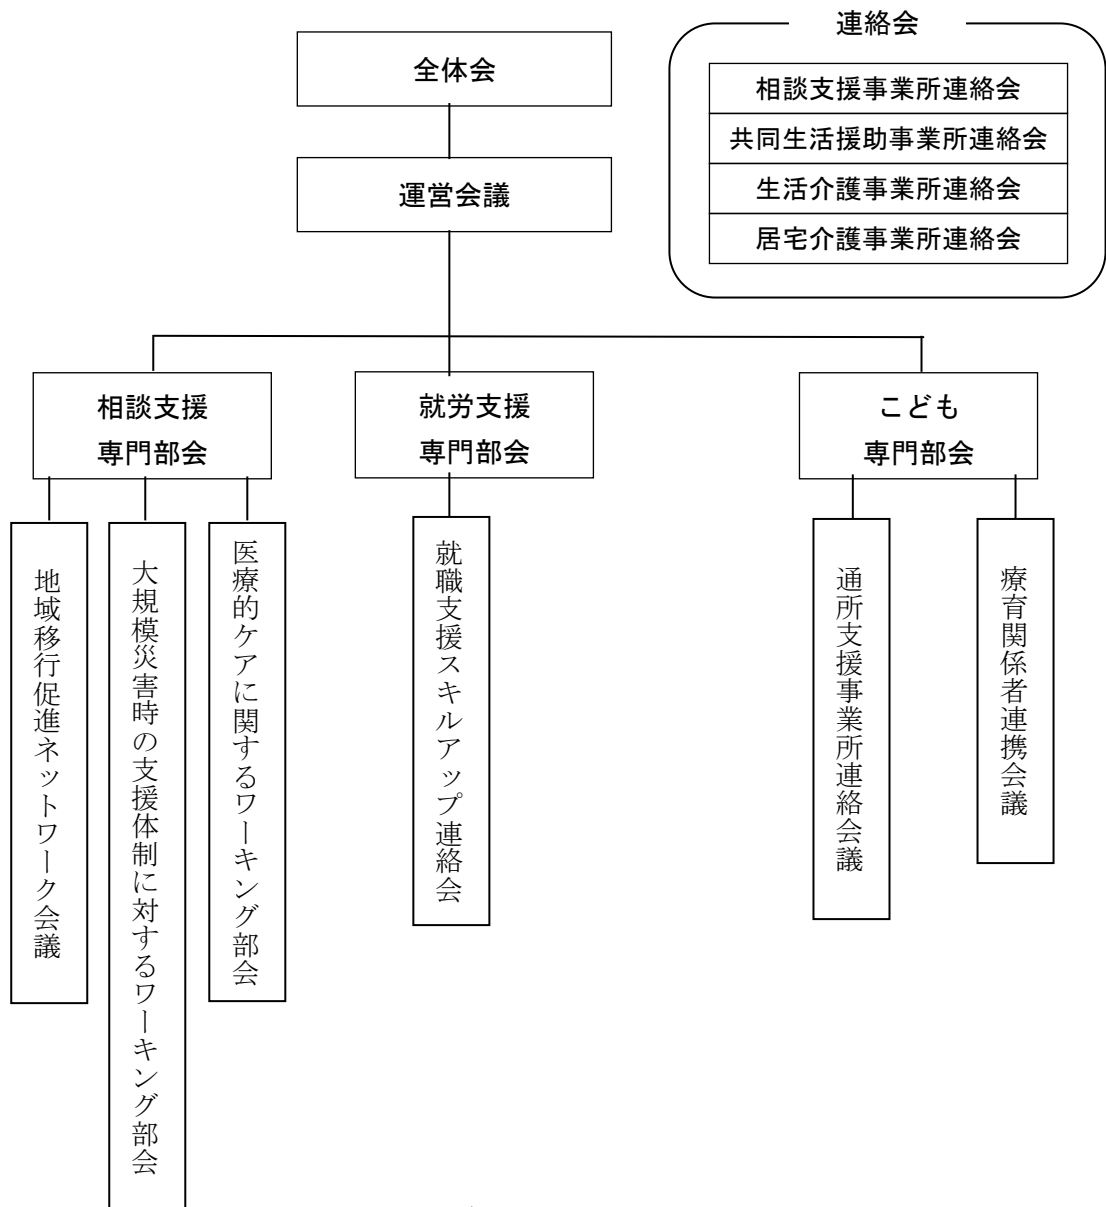 全体会
運営会議
連絡会
相談支援事業所連絡会
共同生活援助事業所連絡会
生活介護事業所連絡会
居宅介護事業所連絡会
相談支援
専門部会
就労支援
専門部会
こども
専門部会
地域移行促進ネットワーク会議
大規模災害時の支援体制に対するワーキング部会
医療的ケアに関するワーキング部会
就職支援スキルアップ連絡会
通所支援事業所連絡会議
療育関係者連携会議